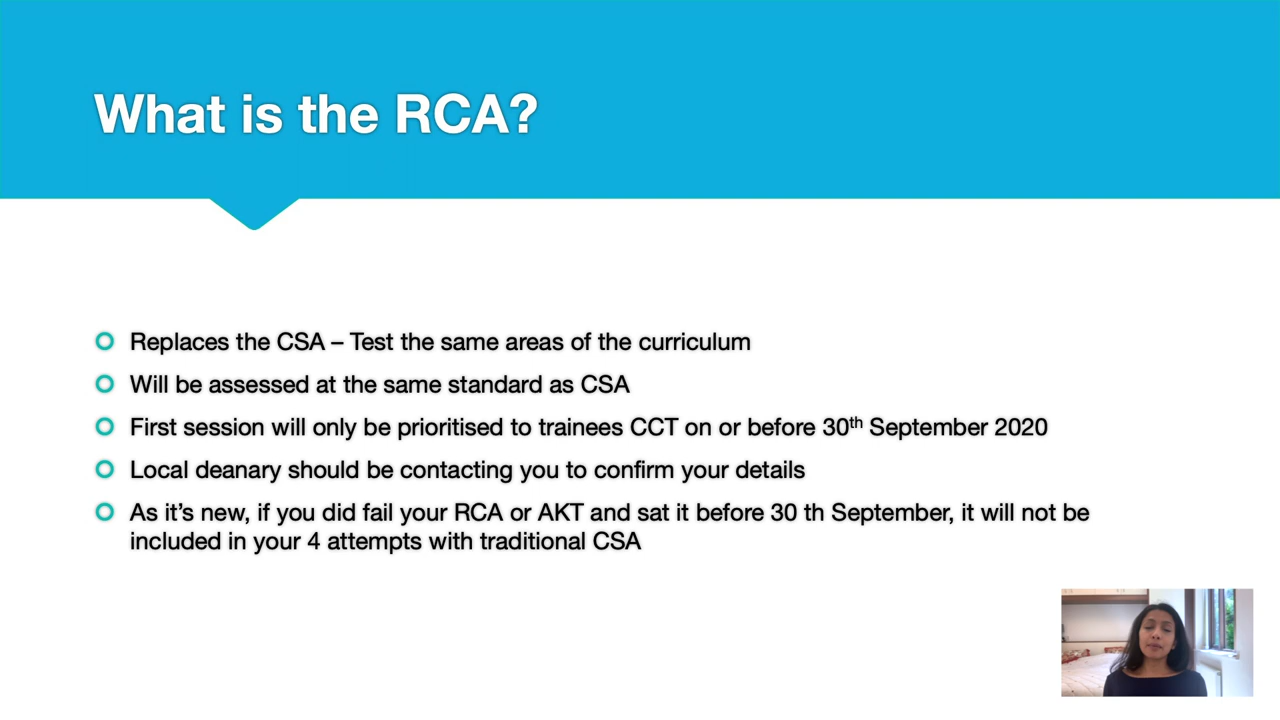 What is the RCA?
Replaces the CSA – Test the same areas of the curriculum
Will be assessed at the same standard as CSA
First session will only be prioritised to trainees CCT on or before 30th September 2020
Local deanary should be contacting you to confirm your details
As it’s new, if you did fail your RCA or AKT and sat it before 30 th September, it will not be
included in your 4 attempts with traditional CSA